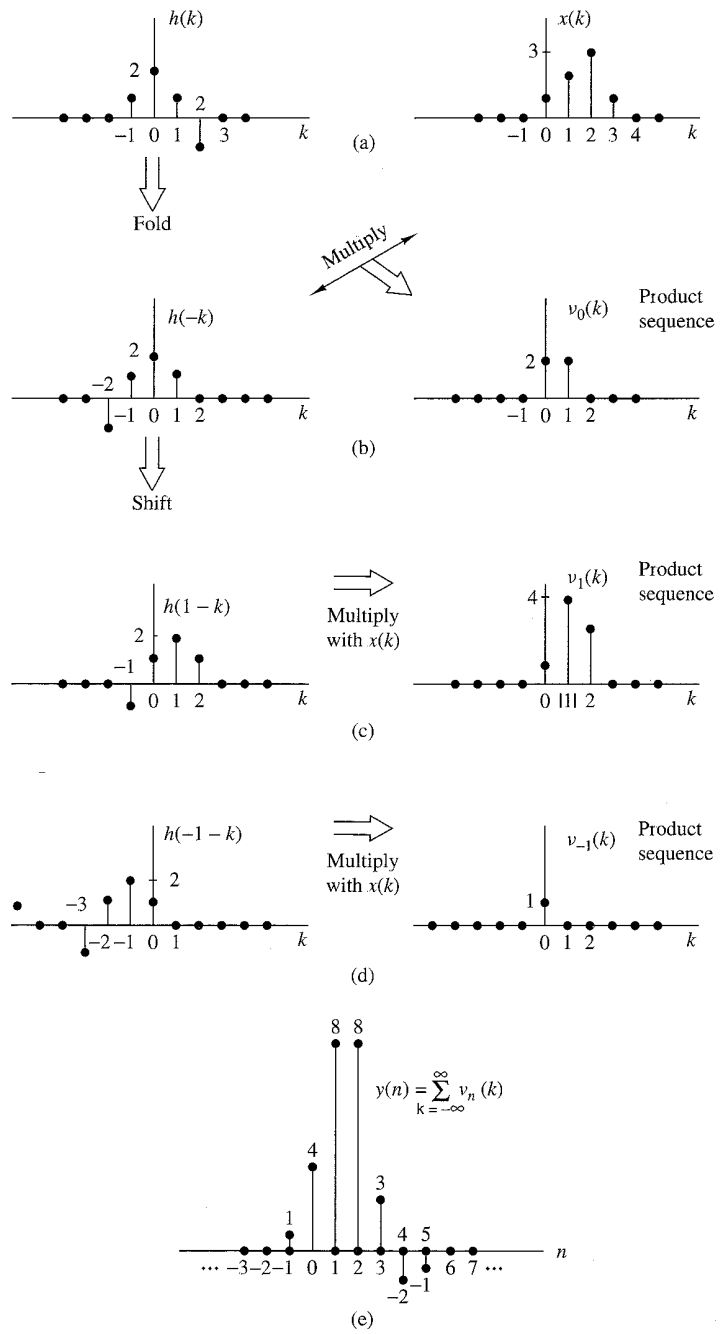 h(k)
2
2
−1 0 1 3 k
x(k)
3
−1 0 1 2 3 4 k
(a)
Fold
Multiply
h(−k)
2
−2
−1 0 1 2 k
ν₀(k)
Product
sequence
2
−1 0 1 2 k
(b)
Shift
h(1 − k)
2
−1
0 1 2 k
Multiply
with x(k)
ν₁(k)
Product
sequence
4
0 |1| 2 k
(c)
h(−1 − k)
2
−3
−2 −1 0 1 k
Multiply
with x(k)
ν₋₁(k)
Product
sequence
1
0 1 2 k
(d)
8 8
y(n) = ∞∑k = −∞ νₙ (k)
4
3
1
4 5
··· −3 −2 −1 0 1 2 3 6 7 ··· n
−2 −1
(e)